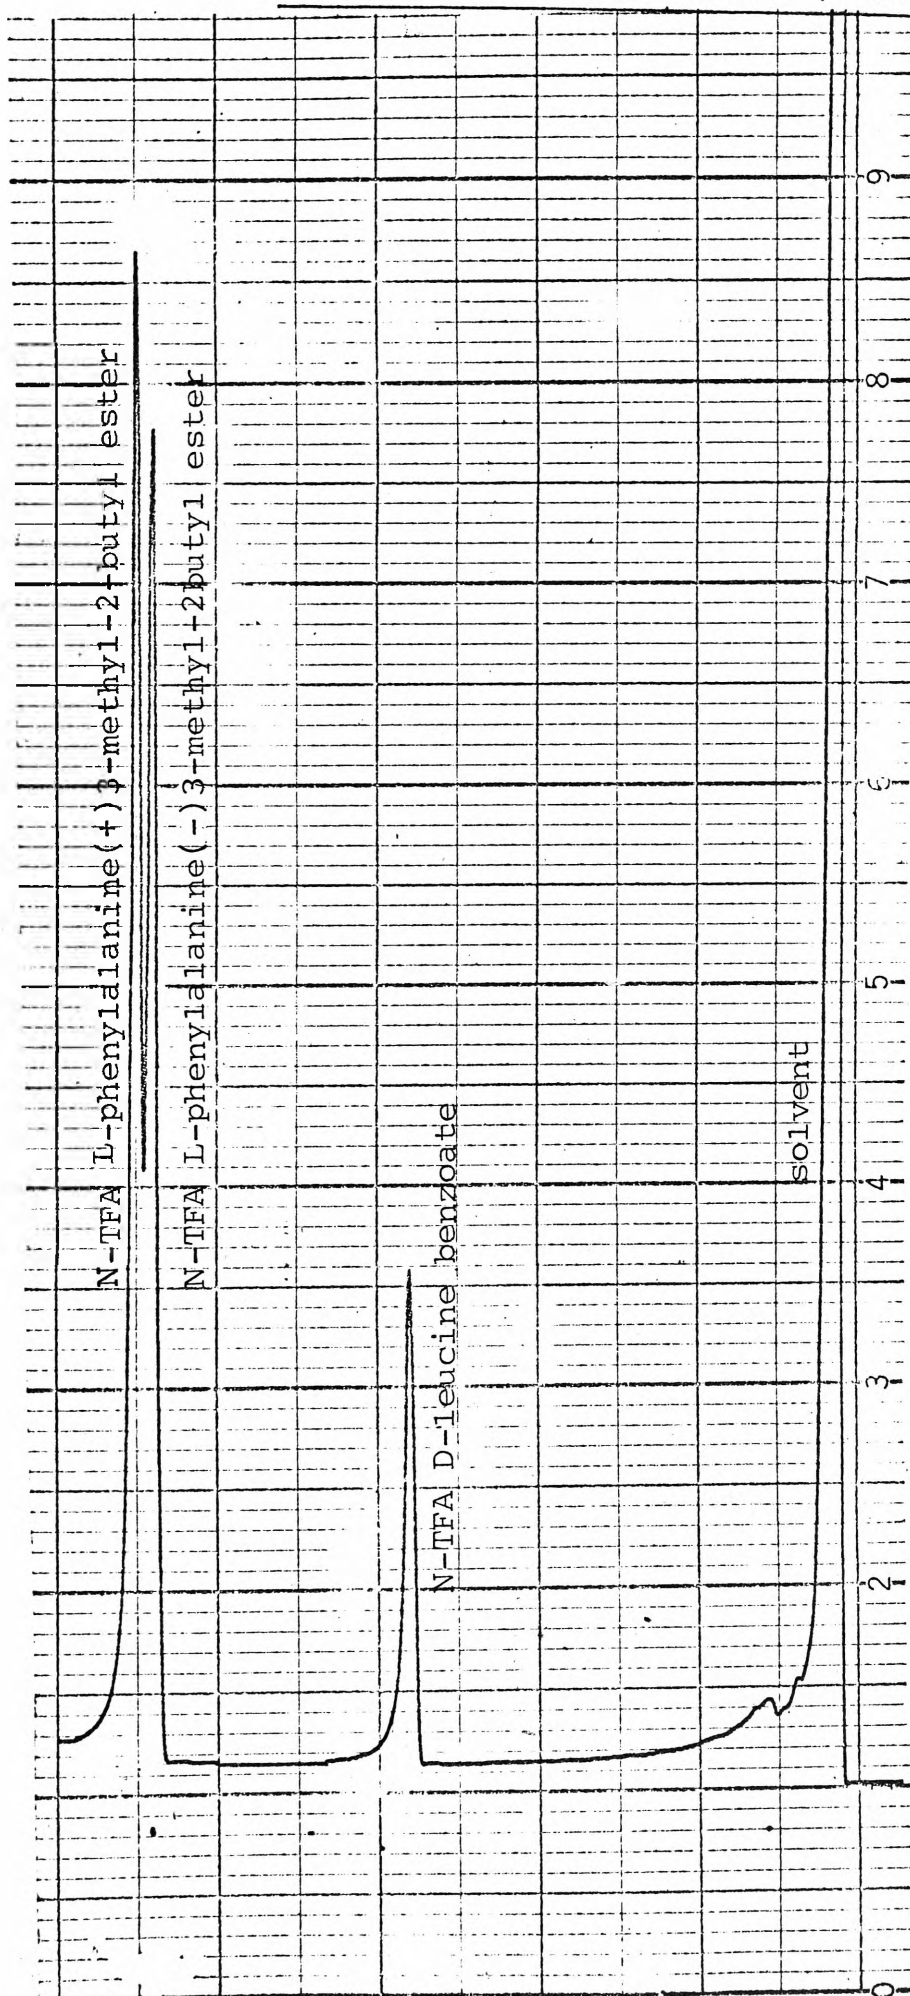 N-TFA L-phenylalanine(+)3-methyl-2-butyl ester
N-TFA L-phenylalanine(-)3-methyl-2butyl ester
N-TFA D-leucine benzoate
solvent
0
2
3
4
5
6
7
8
9